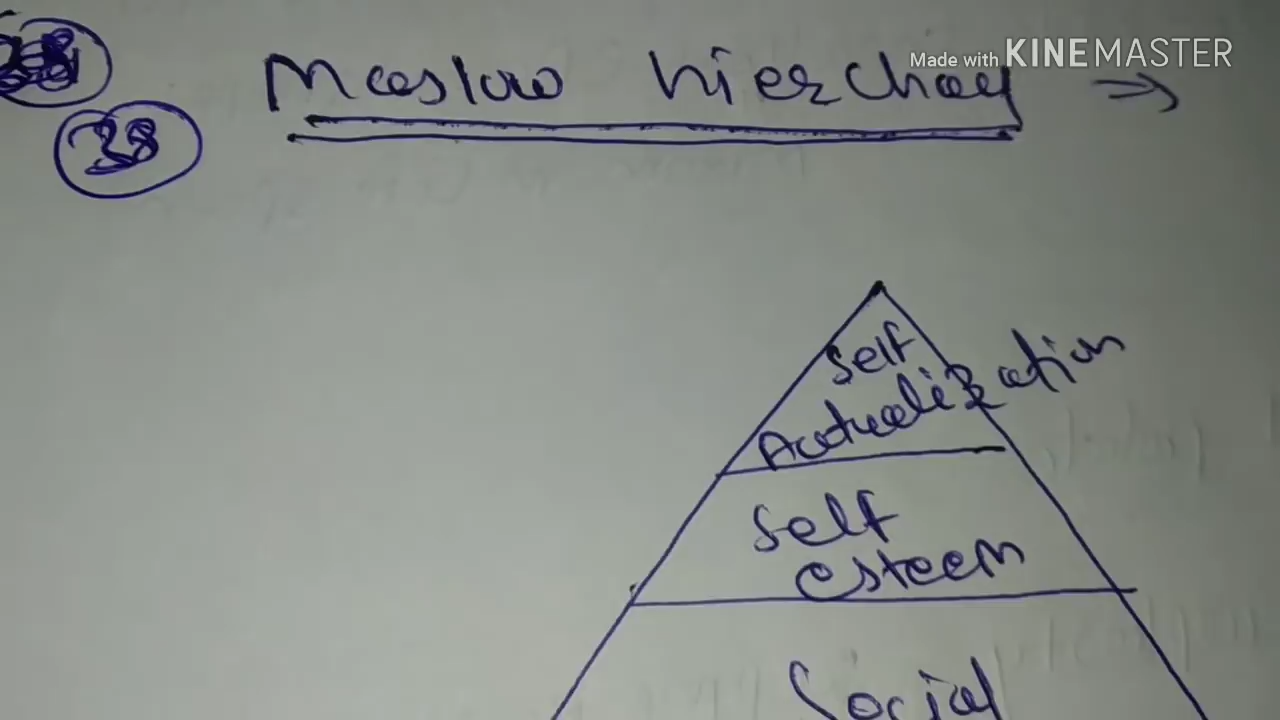 Made with KINEMASTER
38
Maslow hierchay ⇒
Self
Actualization
Self
esteem
Social